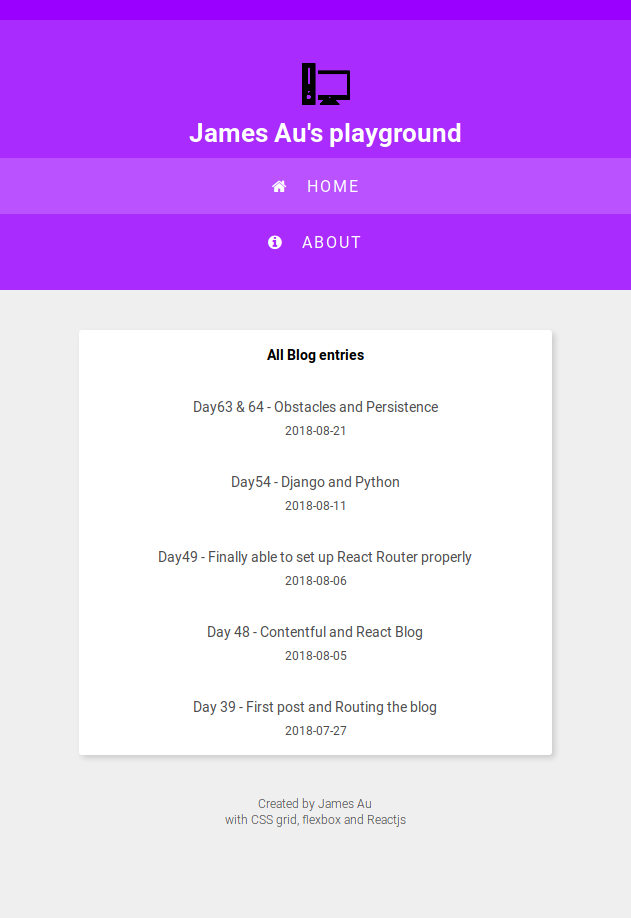 James Au's playground
HOME
ABOUT
All Blog entries
Day63 & 64 - Obstacles and Persistence
2018-08-21
Day54 - Django and Python
2018-08-11
Day49 - Finally able to set up React Router properly
2018-08-06
Day 48 - Contentful and React Blog
2018-08-05
Day 39 - First post and Routing the blog
2018-07-27
Created by James Au
with CSS grid, flexbox and Reactjs